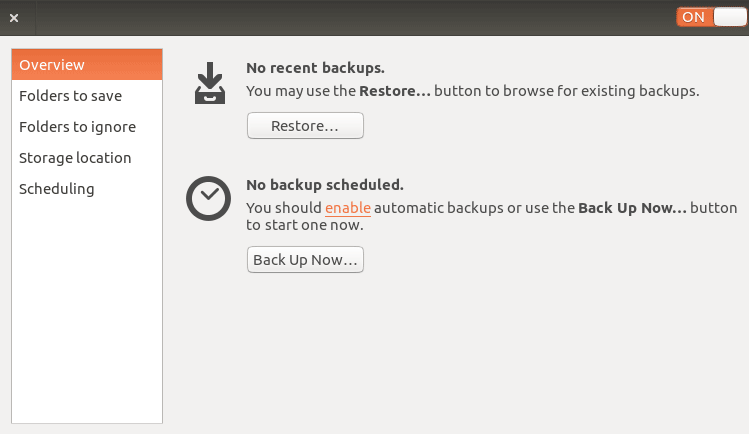 ON
Overview
Folders to save
Folders to ignore
Storage location
Scheduling
No recent backups.
You may use the Restore... button to browse for existing backups.
Restore...
No backup scheduled.
You should enable automatic backups or use the Back Up Now... button
to start one now.
Back Up Now...